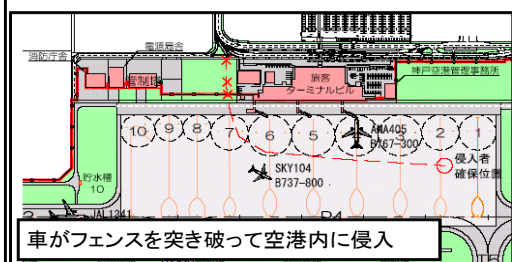 電源局舎
消防庁舎
管制塔
旅客
ターミナルビル
神戸空港管理事務所
10 9 8 7 6 5 3 2 1
ANA405
B767-300
SKY104
B737-800
侵入者
確保位置
貯水槽
10
JAL1341
車がフェンスを突き破って空港内に侵入